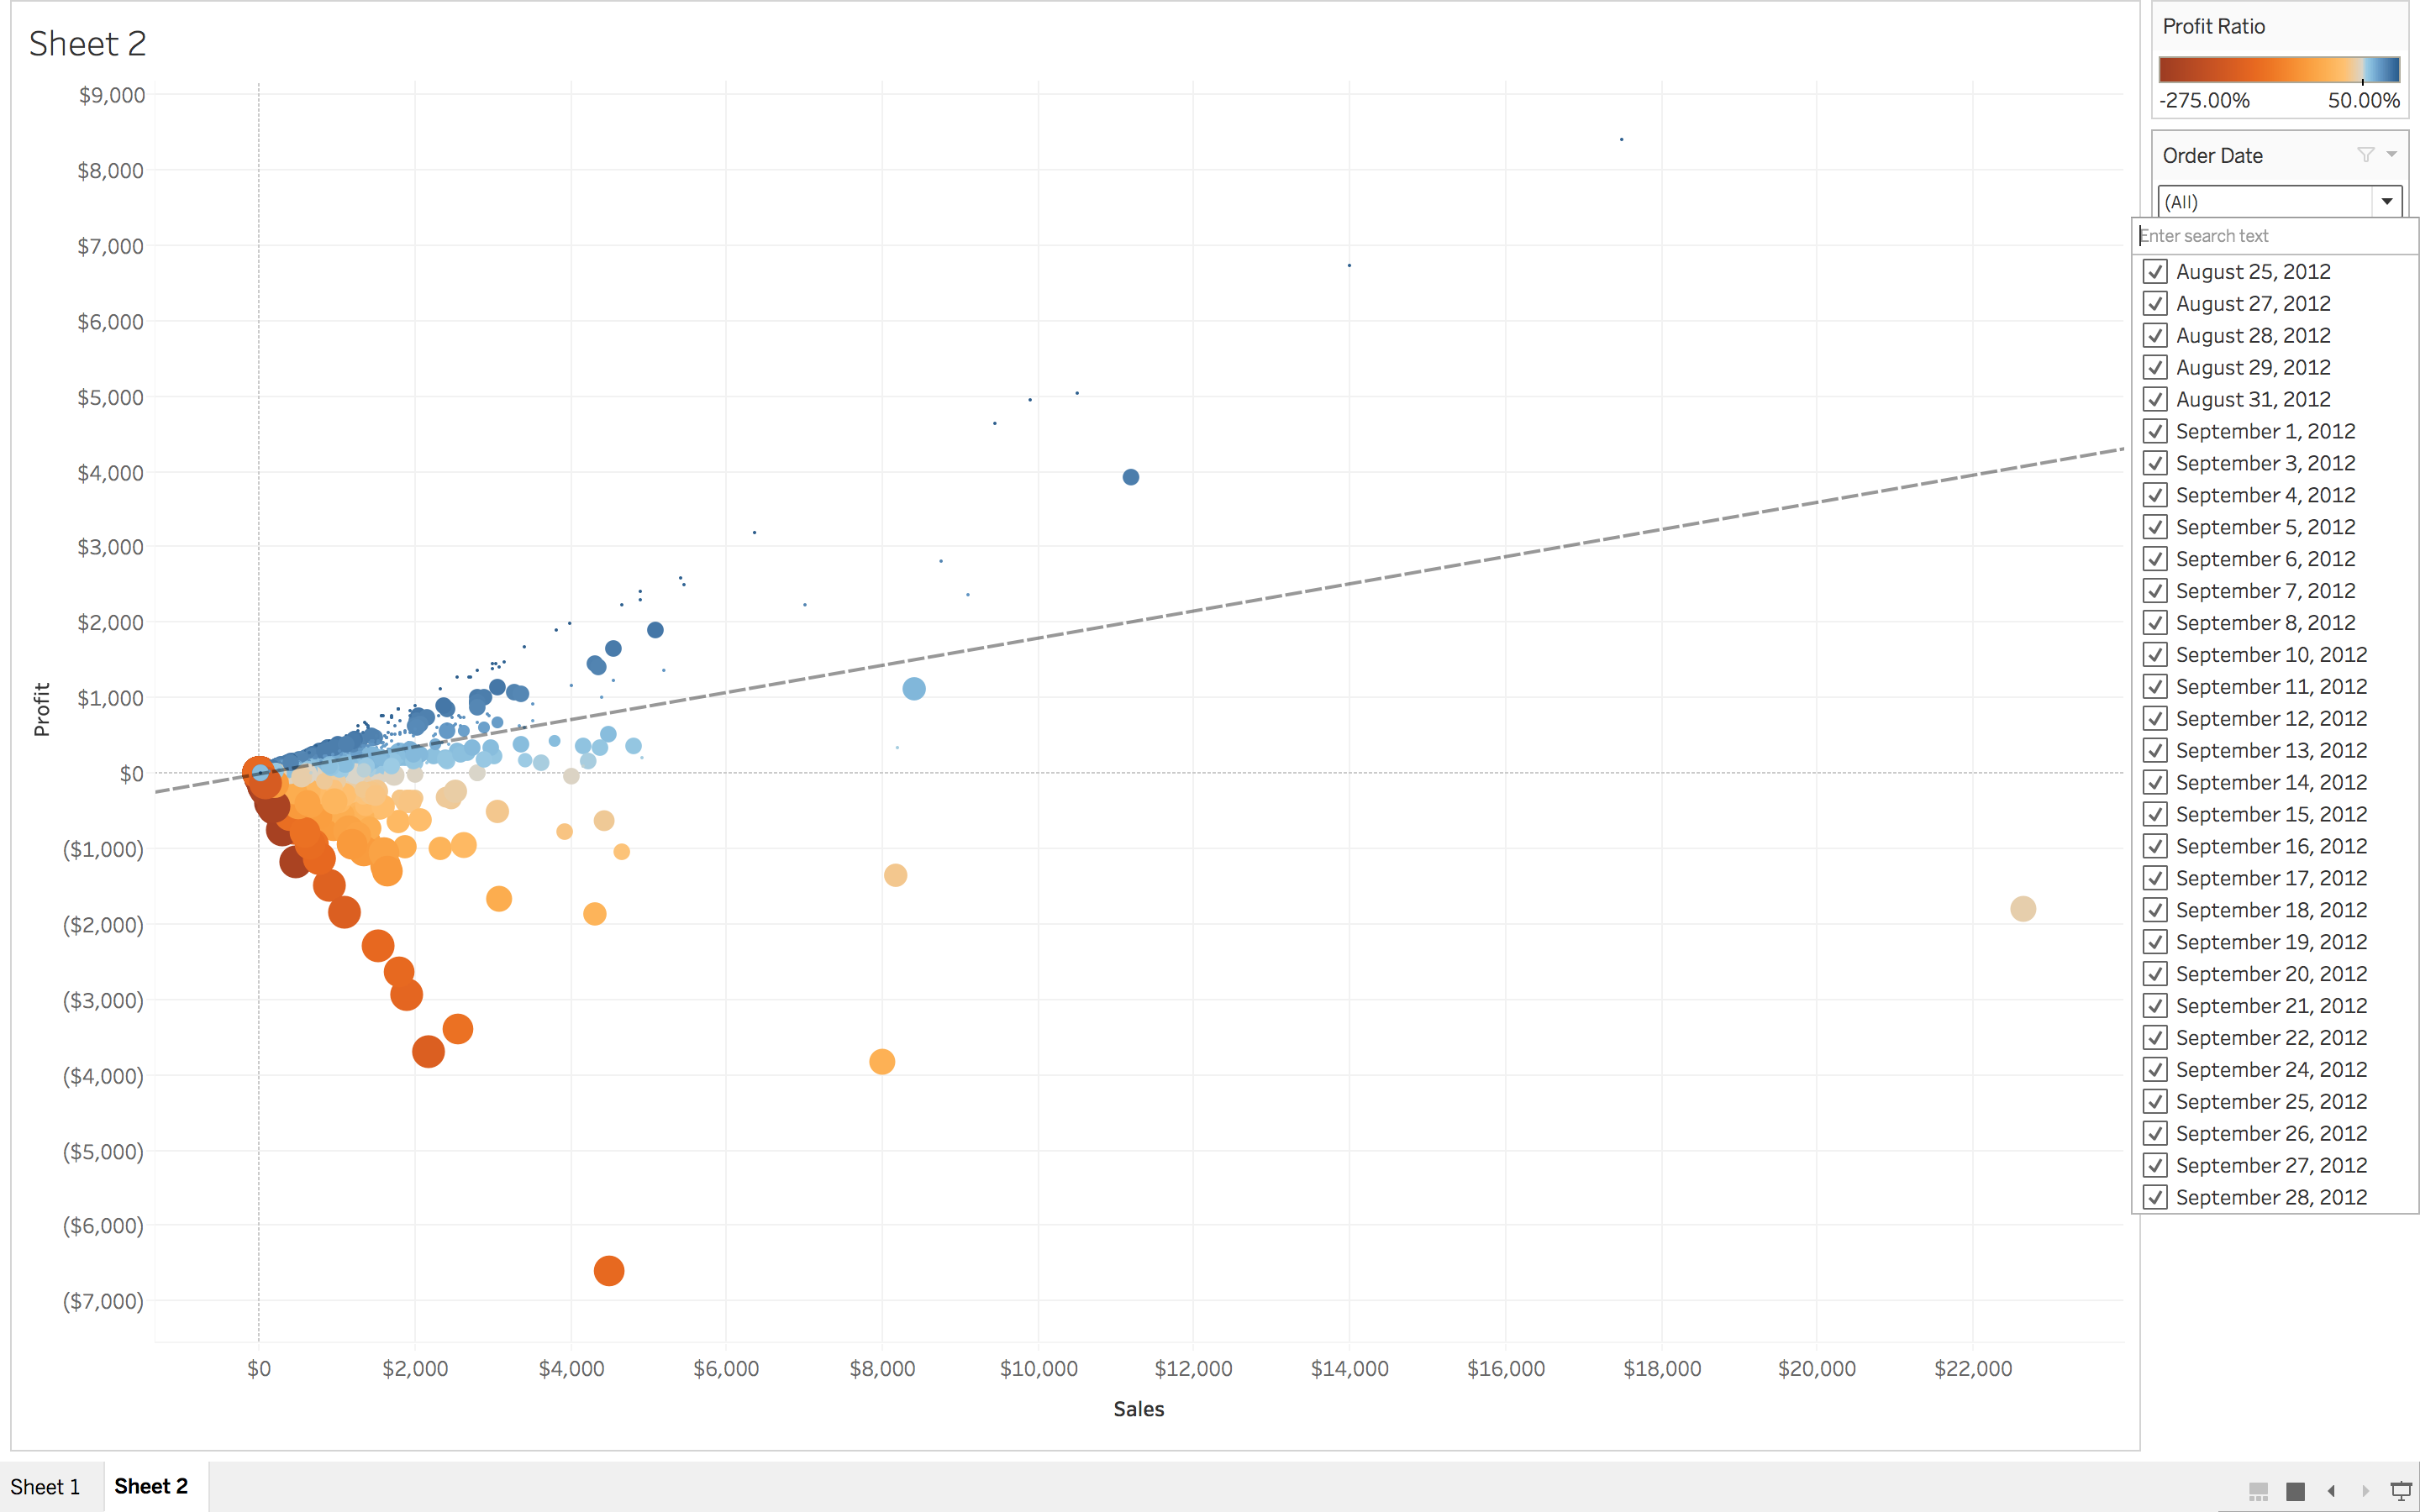 Sheet 2
$9,000
$8,000
$7,000
$6,000
$5,000
$4,000
$3,000
$2,000
$1,000
$0
($1,000)
($2,000)
($3,000)
($4,000)
($5,000)
($6,000)
($7,000)
Profit
$0 $2,000 $4,000 $6,000 $8,000 $10,000 $12,000 $14,000 $16,000 $18,000 $20,000 $22,000
Sales
Profit Ratio
-275.00% 50.00%
Order Date
(All)
Enter search text
August 25, 2012
August 27, 2012
August 28, 2012
August 29, 2012
August 31, 2012
September 1, 2012
September 3, 2012
September 4, 2012
September 5, 2012
September 6, 2012
September 7, 2012
September 8, 2012
September 10, 2012
September 11, 2012
September 12, 2012
September 13, 2012
September 14, 2012
September 15, 2012
September 16, 2012
September 17, 2012
September 18, 2012
September 19, 2012
September 20, 2012
September 21, 2012
September 22, 2012
September 24, 2012
September 25, 2012
September 26, 2012
September 27, 2012
September 28, 2012
Sheet 1 Sheet 2